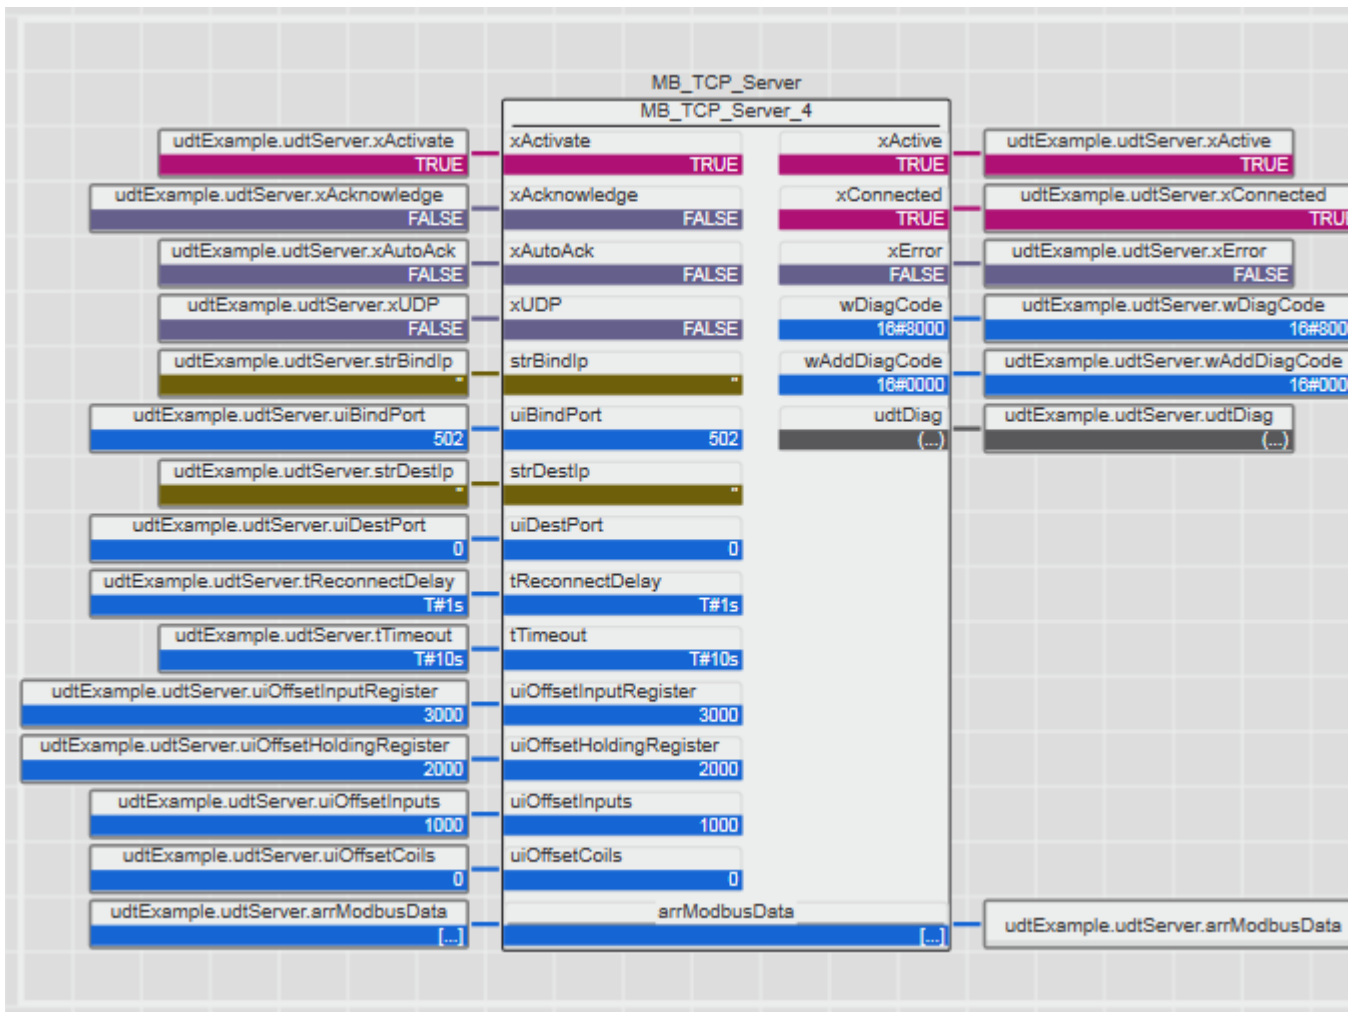 MB_TCP_Server
MB_TCP_Server_4
udtExample.udtServer.xActivate
TRUE
xActivate
TRUE
xActive
TRUE
udtExample.udtServer.xActive
TRUE
udtExample.udtServer.xAcknowledge
FALSE
xAcknowledge
FALSE
xConnected
TRUE
udtExample.udtServer.xConnected
TRUE
udtExample.udtServer.xAutoAck
FALSE
xAutoAck
FALSE
xError
FALSE
udtExample.udtServer.xError
FALSE
udtExample.udtServer.xUDP
FALSE
xUDP
FALSE
wDiagCode
16#8000
udtExample.udtServer.wDiagCode
16#800
udtExample.udtServer.strBindIp
''
strBindIp
''
wAddDiagCode
16#0000
udtExample.udtServer.wAddDiagCode
16#000
udtExample.udtServer.uiBindPort
502
uiBindPort
502
udtDiag
(...)
udtExample.udtServer.udtDiag
(...)
udtExample.udtServer.strDestIp
''
strDestIp
''
udtExample.udtServer.uiDestPort
0
uiDestPort
0
udtExample.udtServer.tReconnectDelay
T#1s
tReconnectDelay
T#1s
udtExample.udtServer.tTimeout
T#10s
tTimeout
T#10s
udtExample.udtServer.uiOffsetInputRegister
3000
uiOffsetInputRegister
3000
udtExample.udtServer.uiOffsetHoldingRegister
2000
uiOffsetHoldingRegister
2000
udtExample.udtServer.uiOffsetInputs
1000
uiOffsetInputs
1000
udtExample.udtServer.uiOffsetCoils
0
uiOffsetCoils
0
udtExample.udtServer.arrModbusData
[...]
arrModbusData
[...]
udtExample.udtServer.arrModbusData